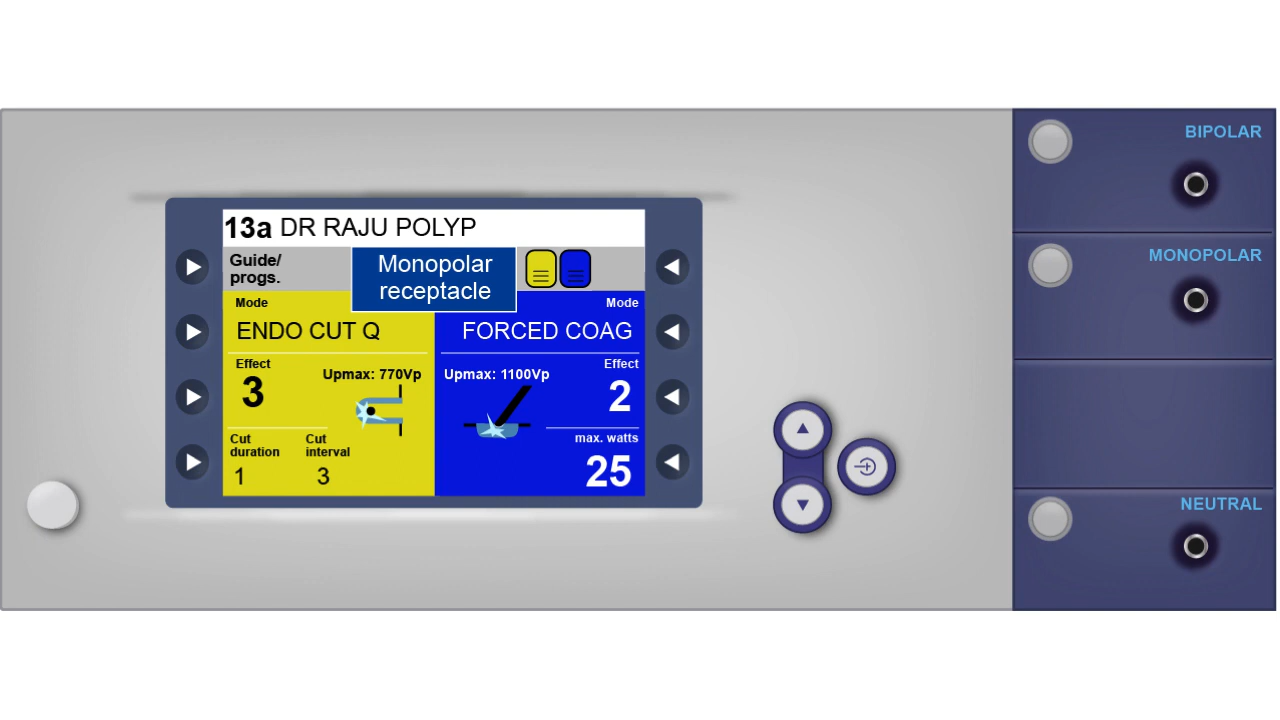 BIPOLAR
13a DR RAJU POLYP
Guide/
progs.
Monopolar
receptacle
MONOPOLAR
Mode
ENDO CUT Q
Effect
3
Upmax: 770Vp
Cut
duration
1
Cut
interval
3
Mode
FORCED COAG
Upmax: 1100Vp
Effect
2
max. watts
25
NEUTRAL